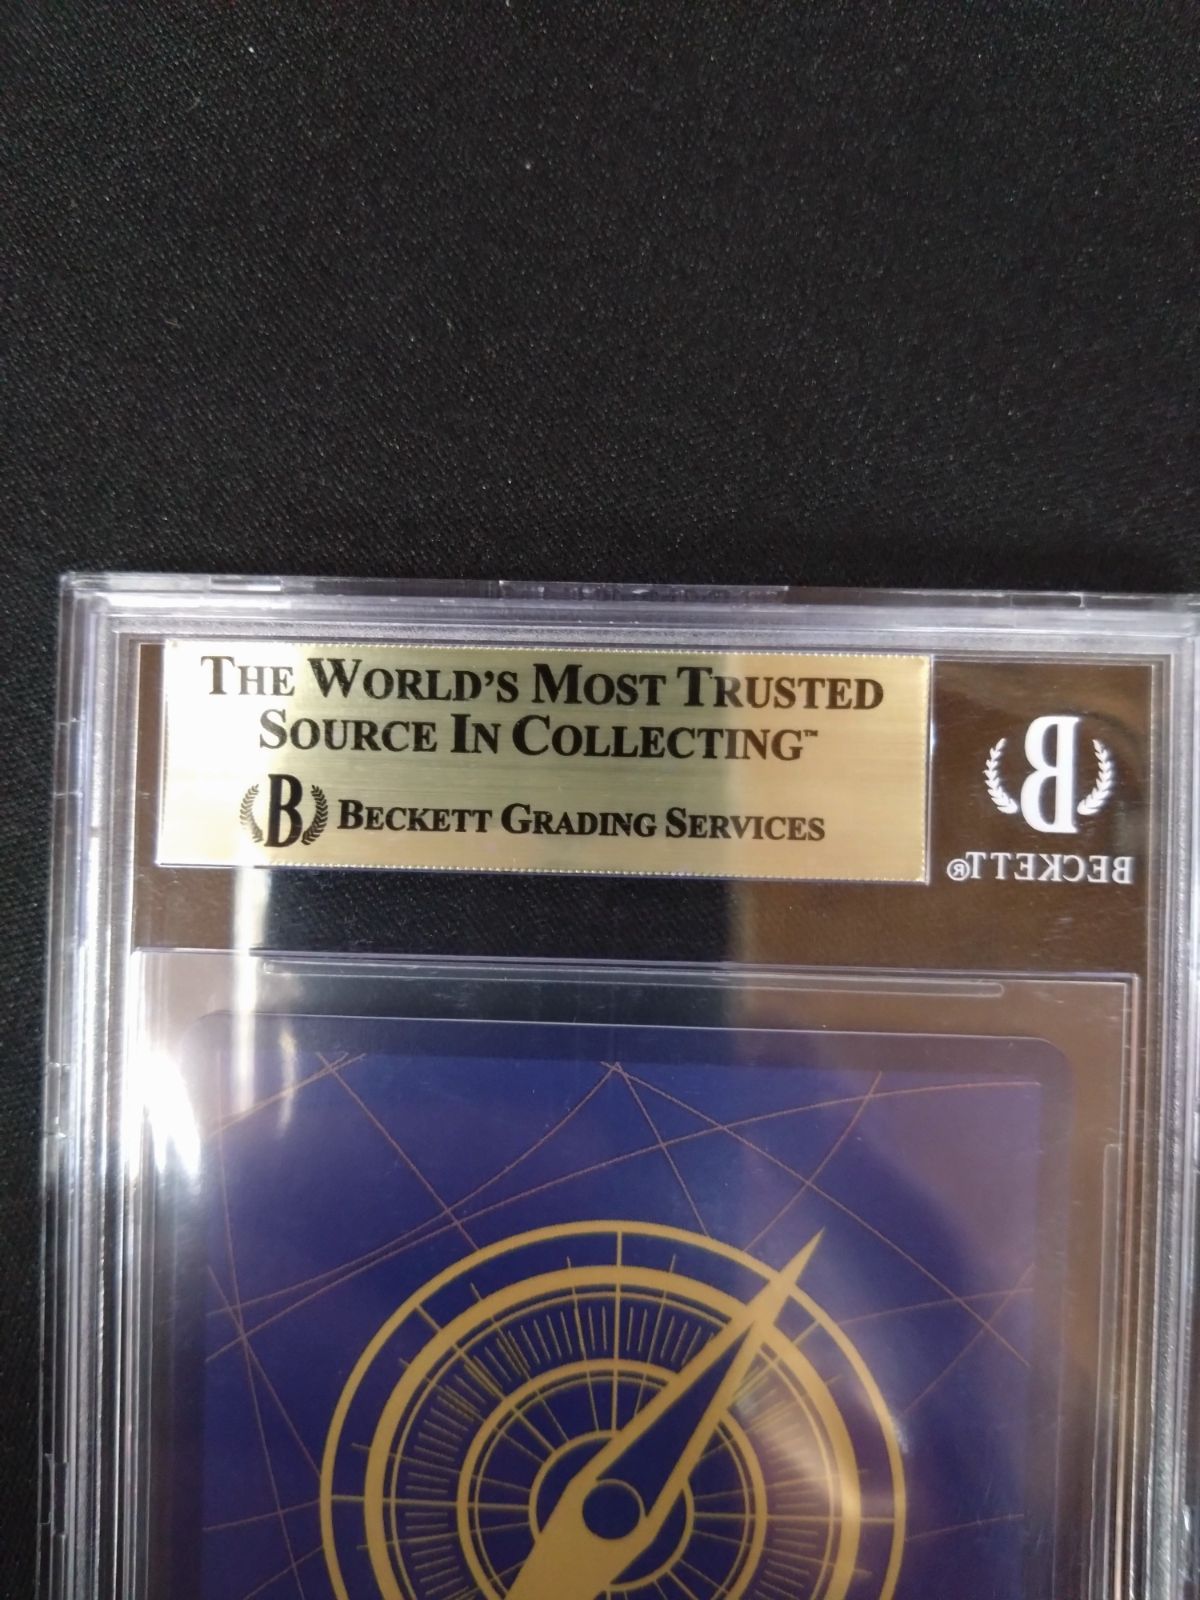 THE WORLD'S MOST TRUSTED
SOURCE IN COLLECTING™
B BECKETT GRADING SERVICES
B
BECKETT®